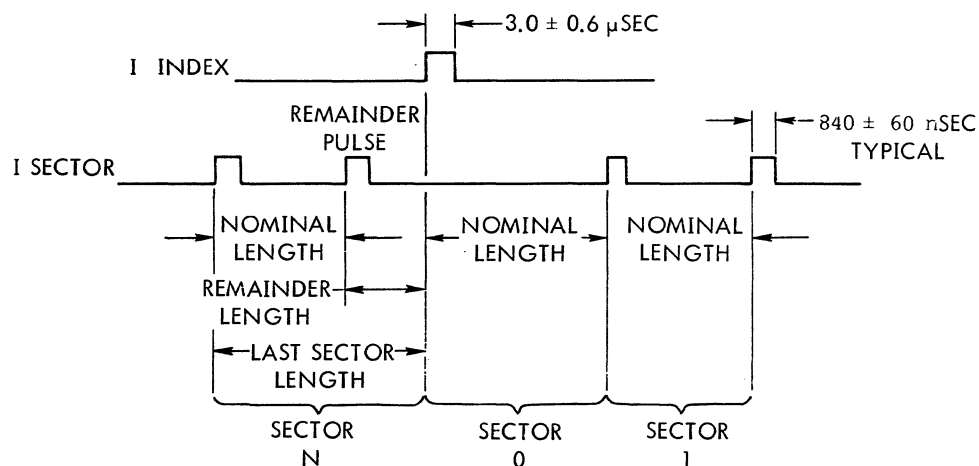 3.0 ± 0.6 µSEC
I INDEX
REMAINDER
PULSE
840 ± 60 nSEC
TYPICAL
I SECTOR
NOMINAL
LENGTH
NOMINAL
LENGTH
NOMINAL
LENGTH
REMAINDER
LENGTH
LAST SECTOR
LENGTH
SECTOR
N
SECTOR
0
SECTOR
1